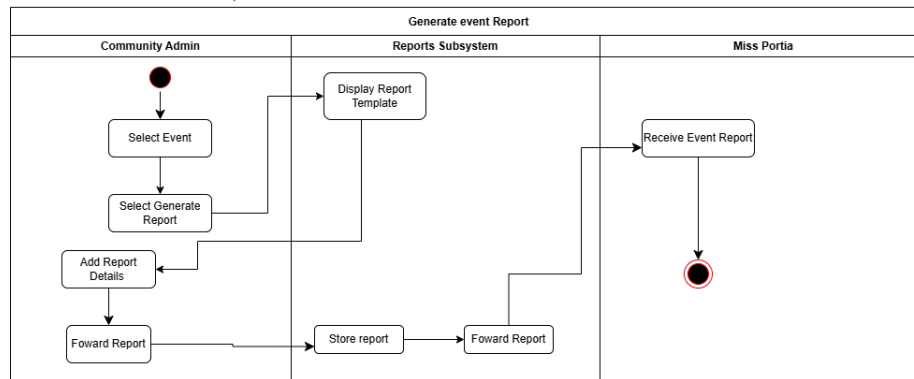 Generate event Report
Community Admin
Reports Subsystem
Miss Portia
Select Event
Select Generate
Report
Add Report
Details
Foward Report
Display Report
Template
Store report
Foward Report
Receive Event Report